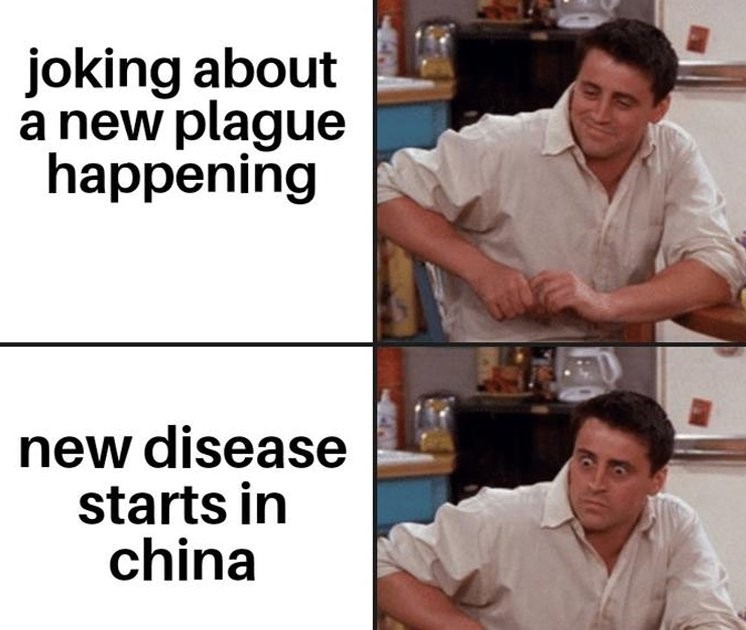 joking about
a new plague
happening
new disease
starts in
china